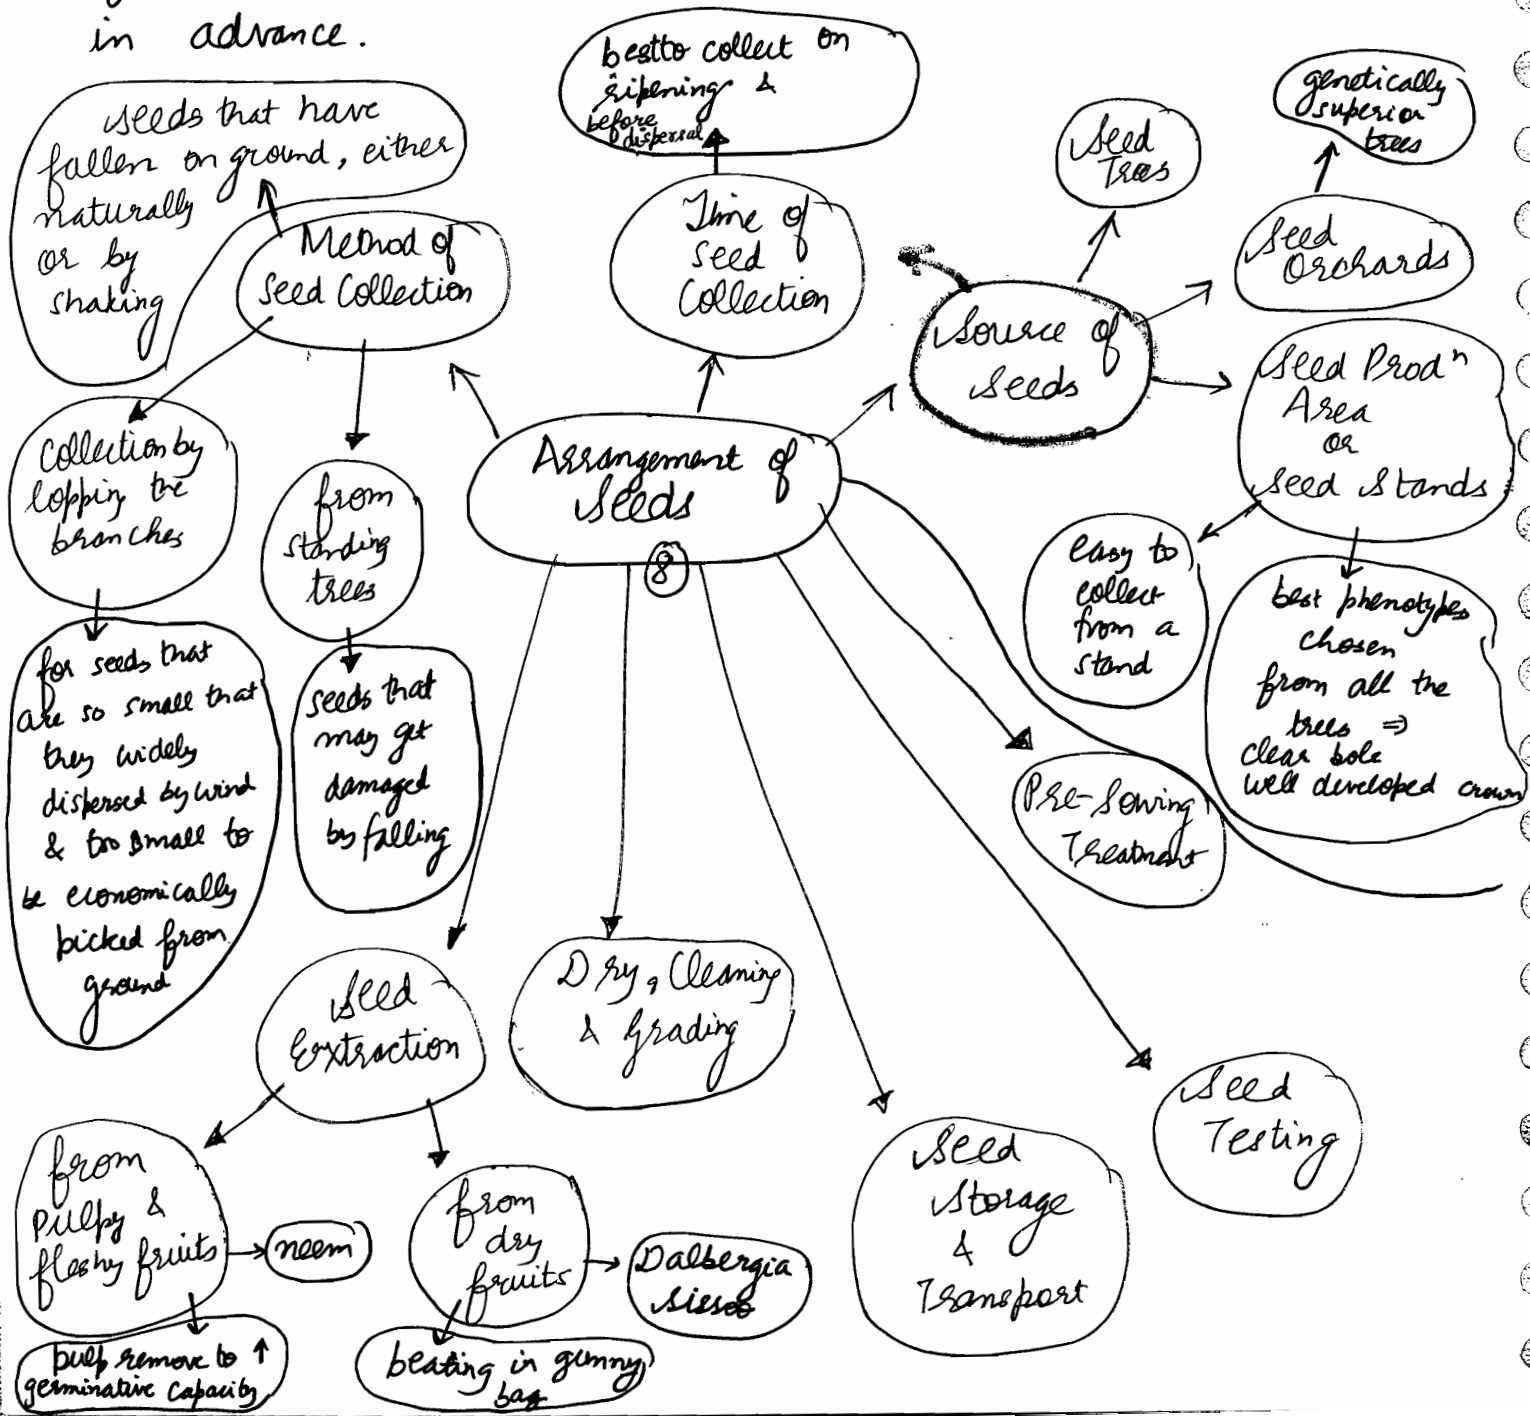 in advance.
seeds that have
fallen on ground, either
naturally
or by
shaking
Method of
Seed Collection
Collection by
lopping the
branches
for seeds that
are so small that
they widely
dispersed by wind
& too small to
be economically
picked from
ground
from
standing
trees
seeds that
may get
damaged
by falling
best to collect on
ripening &
before
dispersal
Time of
Seed
Collection
Source of
Seeds
Seed
Trees
Seed
Orchards
genetically
superior
trees
Seed Prodⁿ
Area
or
Seed Stands
easy to
collect
from a
stand
best phenotypes
chosen
from all the
trees ⇒
clear bole
well developed crown
Arrangement of
Seeds
8
Pre-Sowing
Treatment
Seed
Testing
Seed
Storage
&
Transport
Dry, Cleaning
& Grading
Seed
Extraction
from
Pulpy &
fleshy fruits
neem
pulp remove to ↑
germinative capacity
from
dry
fruits
Dalbergia
sissoo
beating in gunny
bag